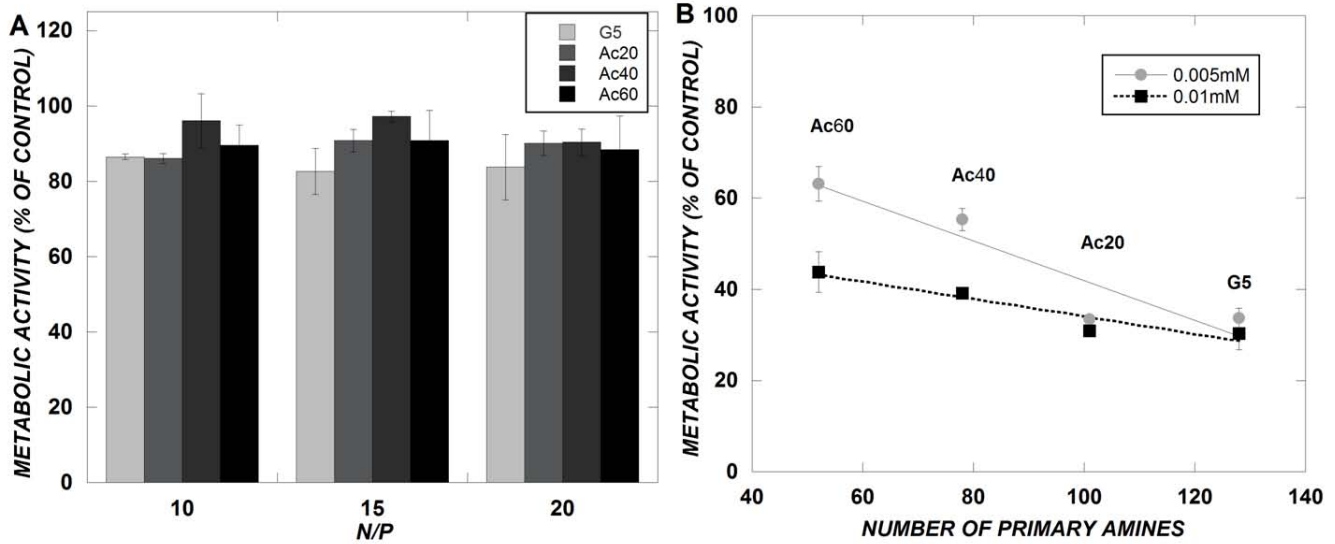 A
METABOLIC ACTIVITY (% OF CONTROL)
120
100
80
60
40
20
0
G5
Ac20
Ac40
Ac60
10
15
20
N/P
B
METABOLIC ACTIVITY (% OF CONTROL)
100
80
60
40
20
0
0.005mM
0.01mM
Ac60
Ac40
Ac20
G5
40
60
80
100
120
140
NUMBER OF PRIMARY AMINES